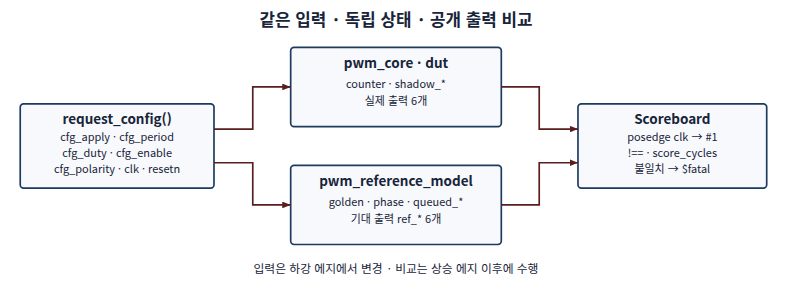 같은 입력 · 독립 상태 · 공개 출력 비교
request_config()
cfg_apply · cfg_period
cfg_duty · cfg_enable
cfg_polarity · clk · resetn
pwm_core · dut
counter · shadow_*
실제 출력 6개
pwm_reference_model
golden · phase · queued_*
기대 출력 ref_* 6개
Scoreboard
posedge clk → #1
!== · score_cycles
불일치 → $fatal
입력은 하강 에지에서 변경 · 비교는 상승 에지 이후에 수행